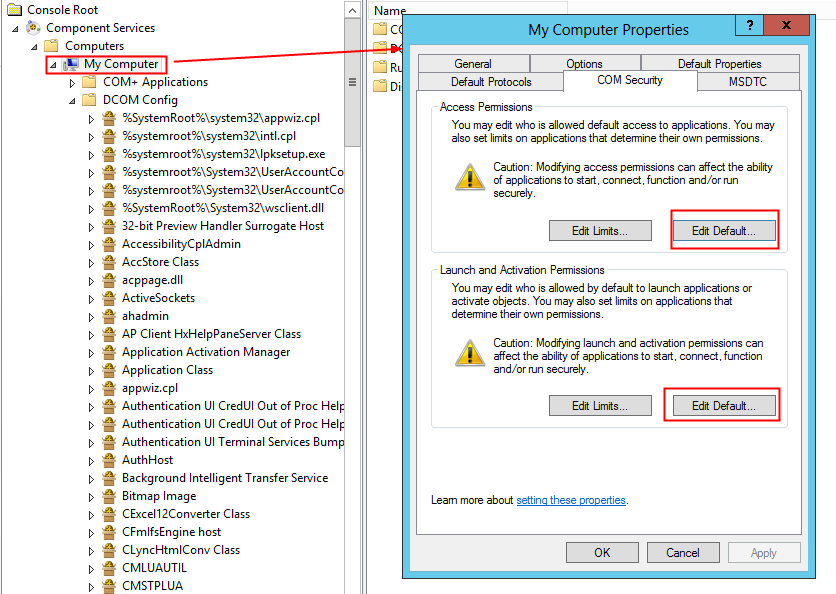 Console Root
Component Services
Computers
My Computer
COM+ Applications
DCOM Config
%SystemRoot%\system32\appwiz.cpl
%systemroot%\system32\intl.cpl
%systemroot%\system32\lpksetup.exe
%systemroot%\System32\UserAccountCo
%systemroot%\System32\UserAccountCo
%SystemRoot%\System32\wsclient.dll
32-bit Preview Handler Surrogate Host
AccessibilityCplAdmin
AccStore Class
acppage.dll
ActiveSockets
ahadmin
AP Client HxHelpPaneServer Class
Application Activation Manager
Application Class
appwiz.cpl
Authentication UI CredUI Out of Proc Help
Authentication UI CredUI Out of Proc Help
Authentication UI Terminal Services Bump
AuthHost
Background Intelligent Transfer Service
Bitmap Image
CExcel12Converter Class
CFmIfsEngine host
CLyncHtmlConv Class
CMLUAUTIL
CMSTPLUA
Name
My Computer Properties
?
x
General
Options
Default Properties
Default Protocols
COM Security
MSDTC
Access Permissions
You may edit who is allowed default access to applications. You may
also set limits on applications that determine their own permissions.
Caution: Modifying access permissions can affect the ability
of applications to start, connect, function and/or run
securely.
Edit Limits...
Edit Default...
Launch and Activation Permissions
You may edit who is allowed by default to launch applications or
activate objects. You may also set limits on applications that
determine their own permissions.
Caution: Modifying launch and activation permissions can
affect the ability of applications to start, connect, function
and/or run securely.
Edit Limits...
Edit Default...
Learn more about setting these properties.
OK
Cancel
Apply